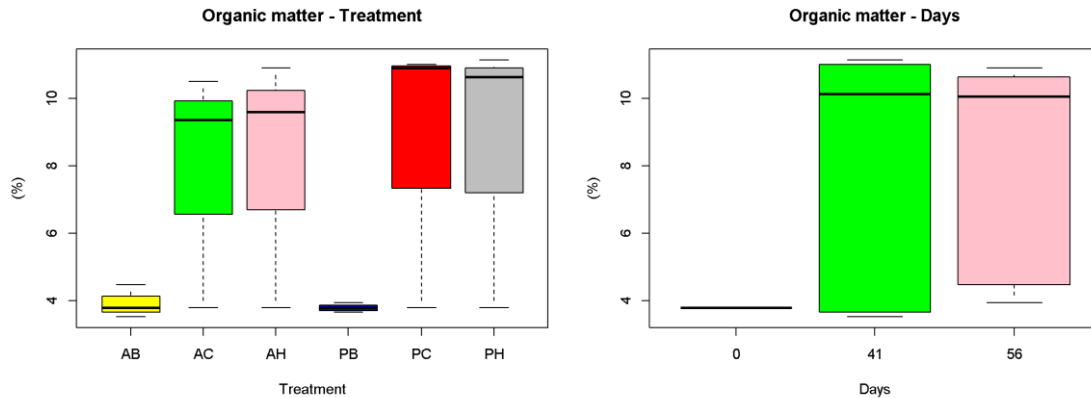 Organic matter - Treatment
(%)
10
8
6
4
AB AC AH PB PC PH
Treatment
Organic matter - Days
(%)
10
8
6
4
0 41 56
Days